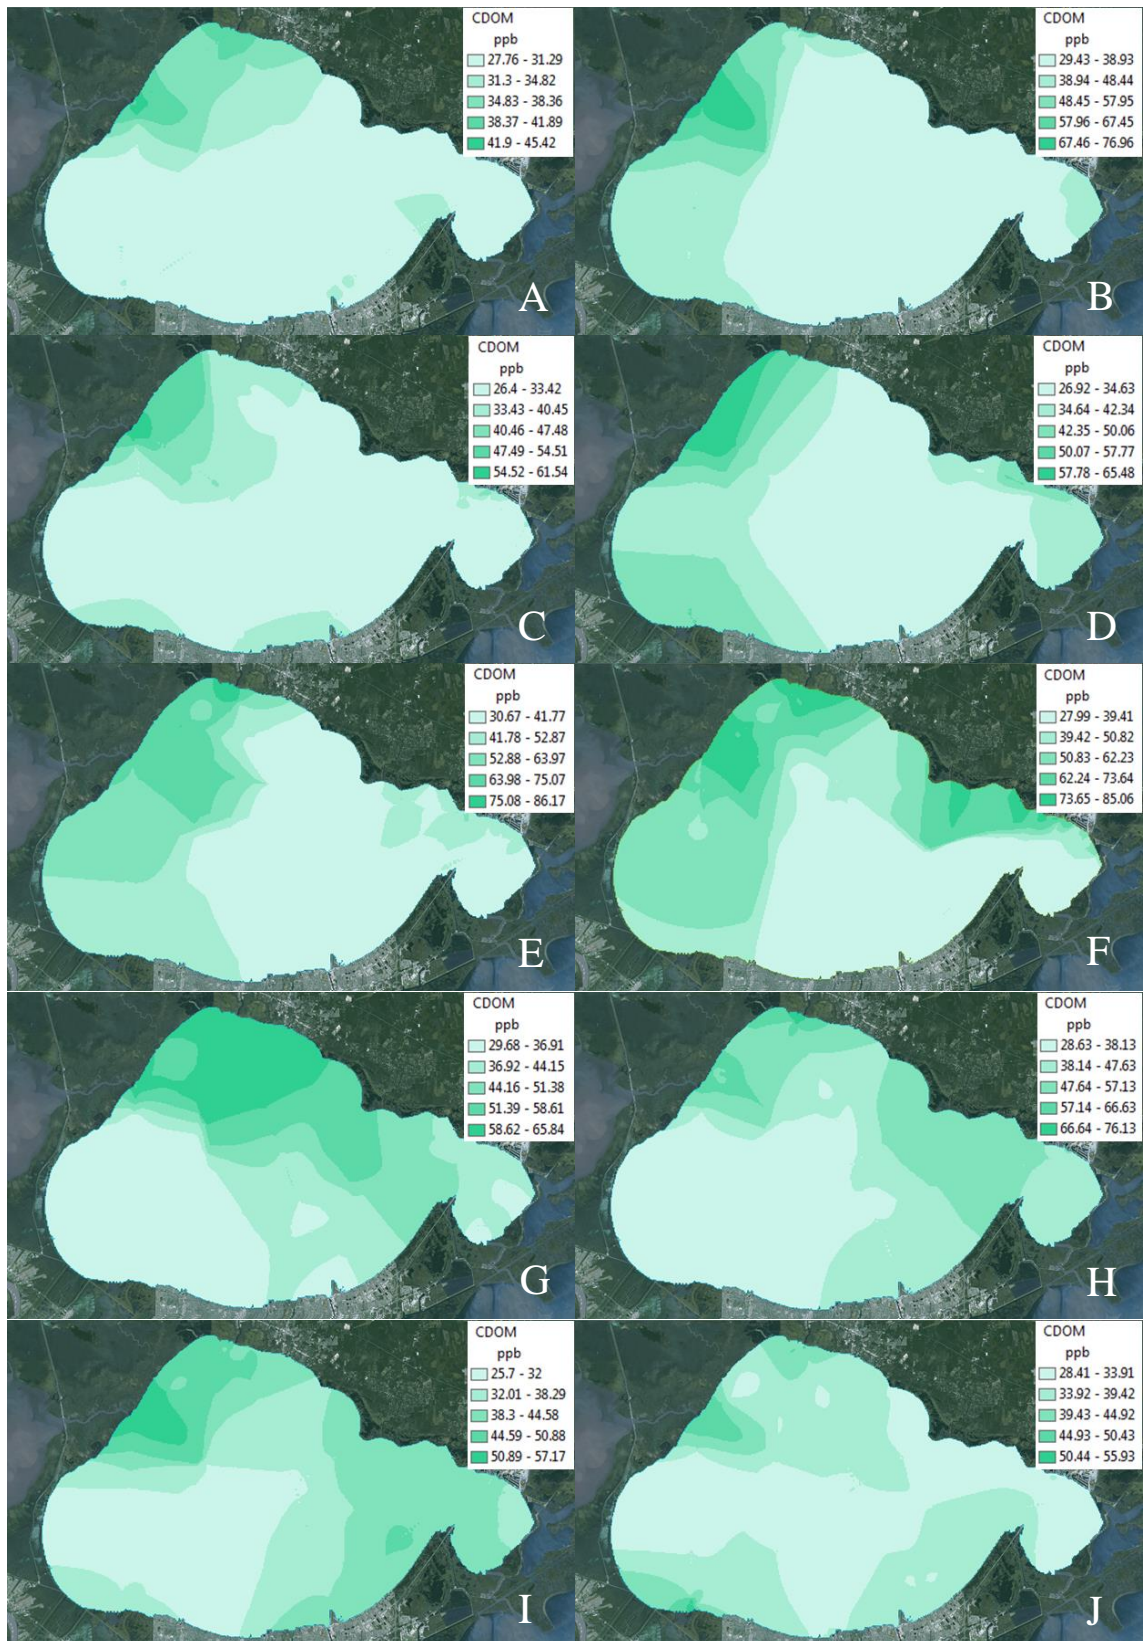 CDOM
ppb
27.76 - 31.29
31.3 - 34.82
34.83 - 38.36
38.37 - 41.89
41.9 - 45.42
A
CDOM
ppb
29.43 - 38.93
38.94 - 48.44
48.45 - 57.95
57.96 - 67.45
67.46 - 76.96
B
CDOM
ppb
26.4 - 33.42
33.43 - 40.45
40.46 - 47.48
47.49 - 54.51
54.52 - 61.54
C
CDOM
ppb
26.92 - 34.63
34.64 - 42.34
42.35 - 50.06
50.07 - 57.77
57.78 - 65.48
D
CDOM
ppb
30.67 - 41.77
41.78 - 52.87
52.88 - 63.97
63.98 - 75.07
75.08 - 86.17
E
CDOM
ppb
27.99 - 39.41
39.42 - 50.82
50.83 - 62.23
62.24 - 73.64
73.65 - 85.06
F
CDOM
ppb
29.68 - 36.91
36.92 - 44.15
44.16 - 51.38
51.39 - 58.61
58.62 - 65.84
G
CDOM
ppb
28.63 - 38.13
38.14 - 47.63
47.64 - 57.13
57.14 - 66.63
66.64 - 76.13
H
CDOM
ppb
25.7 - 32
32.01 - 38.29
38.3 - 44.58
44.59 - 50.88
50.89 - 57.17
I
CDOM
ppb
28.41 - 33.91
33.92 - 39.42
39.43 - 44.92
44.93 - 50.43
50.44 - 55.93
J